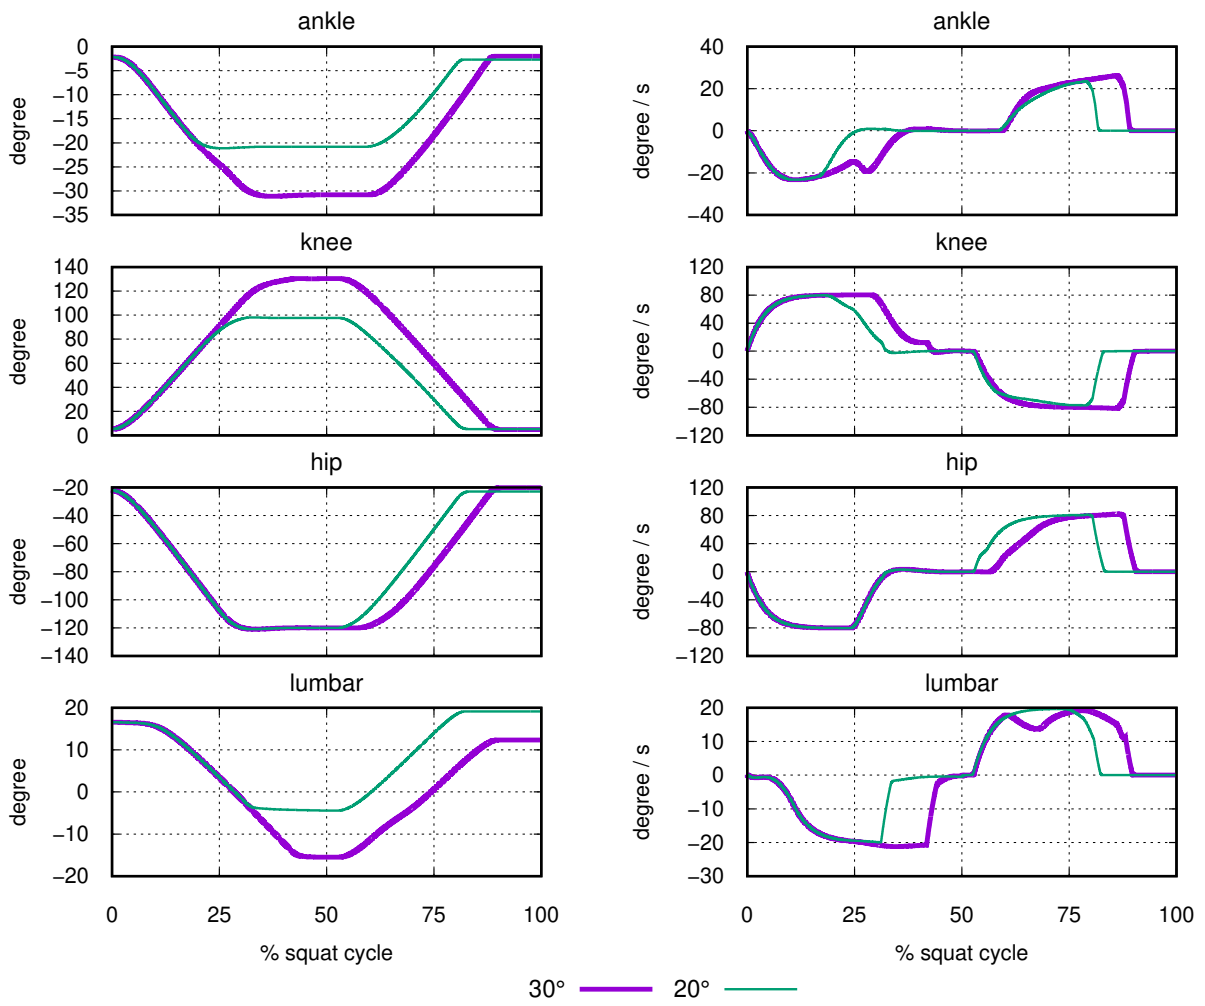 ankle
ankle
degree
0
−5
−10
−15
−20
−25
−30
−35
degree / s
40
20
0
−20
−40
knee
knee
degree
140
120
100
80
60
40
20
0
degree / s
120
80
40
0
−40
−80
−120
hip
hip
degree
−20
−40
−60
−80
−100
−120
−140
degree / s
120
80
40
0
−40
−80
−120
lumbar
lumbar
degree
20
10
0
−10
−20
degree / s
20
10
0
−10
−20
−30
0 25 50 75 100
0 25 50 75 100
% squat cycle
% squat cycle
30° 20°